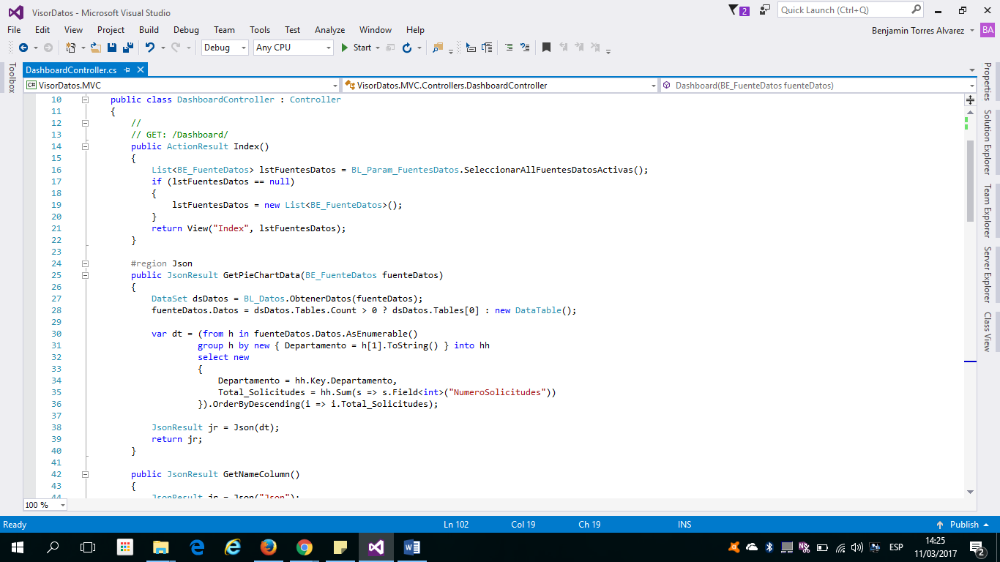 VisorDatos - Microsoft Visual Studio
2
Quick Launch (Ctrl+Q)
File Edit View Project Build Debug Team Tools Test Analyze Window Help
Benjamin Torres Alvarez BA
Debug Any CPU Start
Toolbox
DashboardController.cs
VisorDatos.MVC VisorDatos.MVC.Controllers.DashboardController Dashboard(BE_FuenteDatos fuenteDatos)
10 public class DashboardController : Controller
11 {
12 //
13 // GET: /Dashboard/
14 public ActionResult Index()
15 {
16 List<BE_FuenteDatos> lstFuentesDatos = BL_Param_FuentesDatos.SeleccionarAllFuentesDatosActivas();
17 if (lstFuentesDatos == null)
18 {
19 lstFuentesDatos = new List<BE_FuenteDatos>();
20 }
21 return View("Index", lstFuentesDatos);
22 }
23
24 #region Json
25 public JsonResult GetPieChartData(BE_FuenteDatos fuenteDatos)
26 {
27 DataSet dsDatos = BL_Datos.ObtenerDatos(fuenteDatos);
28 fuenteDatos.Datos = dsDatos.Tables.Count > 0 ? dsDatos.Tables[0] : new DataTable();
29
30 var dt = (from h in fuenteDatos.Datos.AsEnumerable()
31 group h by new { Departamento = h[1].ToString() } into hh
32 select new
33 {
34 Departamento = hh.Key.Departamento,
35 Total_Solicitudes = hh.Sum(s => s.Field<int>("NumeroSolicitudes"))
36 }).OrderByDescending(i => i.Total_Solicitudes);
37
38 JsonResult jr = Json(dt);
39 return jr;
40 }
41
42 public JsonResult GetNameColumn()
43 {
44 JsonResult jr = Json("Json");
Properties
Solution Explorer
Team Explorer
Server Explorer
Class View
100 %
Ready Ln 102 Col 19 Ch 19 INS Publish
ESP
14:25
11/03/2017
2